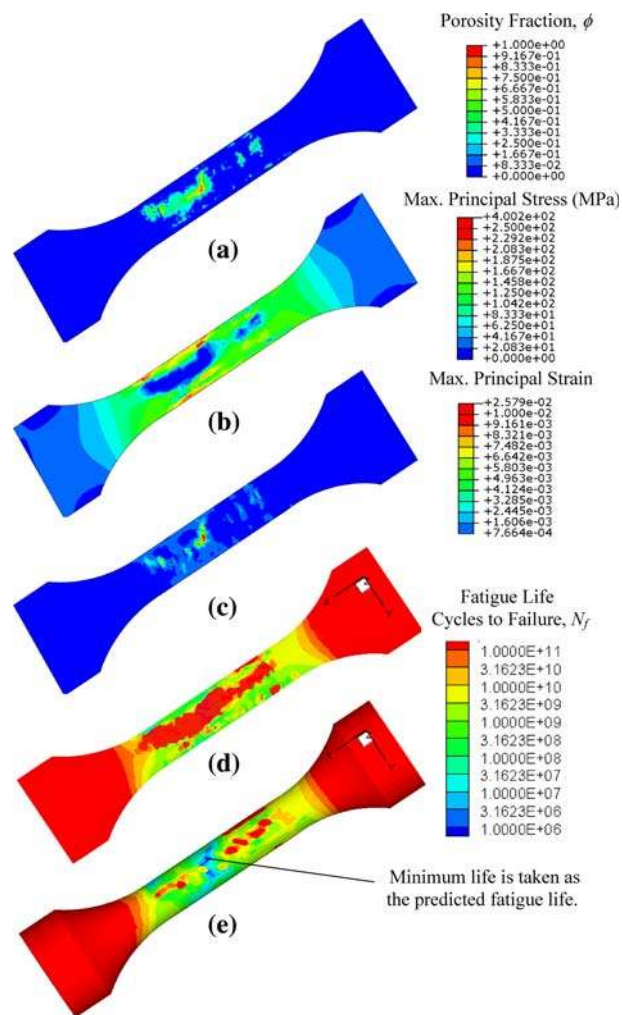 Porosity Fraction, ϕ
+1.000e+00
+9.167e-01
+8.333e-01
+7.500e-01
+6.667e-01
+5.833e-01
+4.167e-01
+3.333e-01
+2.500e-01
+1.667e-01
+8.333e-02
+0.000e+00
(a)
Max. Principal Stress (MPa)
+4.002e+02
+2.500e+02
+2.292e+02
+2.083e+02
+1.875e+02
+1.667e+02
+1.458e+02
+1.250e+02
+1.042e+02
+8.333e+01
+6.250e+01
+4.167e+01
+2.083e+01
+0.000e+00
(b)
Max. Principal Strain
+2.579e-02
+1.000e-02
+9.161e-03
+8.321e-03
+7.482e-03
+6.642e-03
+5.803e-03
+4.963e-03
+4.124e-03
+3.285e-03
+2.445e-03
+1.606e-03
+7.664e-04
(c)
Fatigue Life
Cycles to Failure, Nf
1.0000E+11
3.1623E+10
1.0000E+10
3.1623E+09
1.0000E+09
3.1623E+08
1.0000E+08
3.1623E+07
1.0000E+07
3.1623E+06
1.0000E+06
(d)
Minimum life is taken as
the predicted fatigue life.
(e)